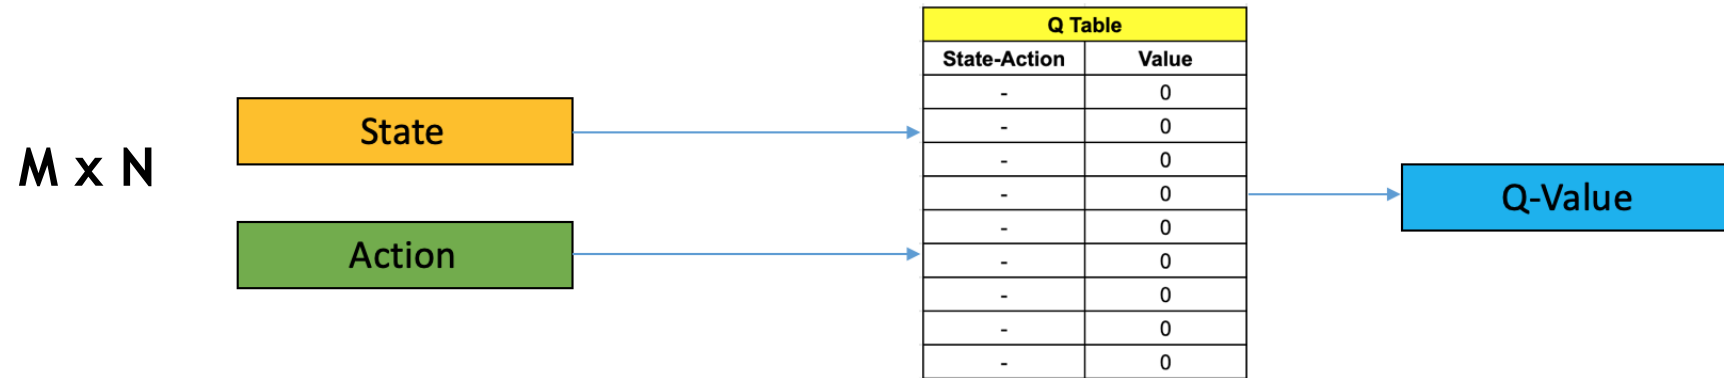 M x N
State
Action
Q Table
State-Action Value
- 0
- 0
- 0
- 0
- 0
- 0
- 0
- 0
- 0
Q-Value